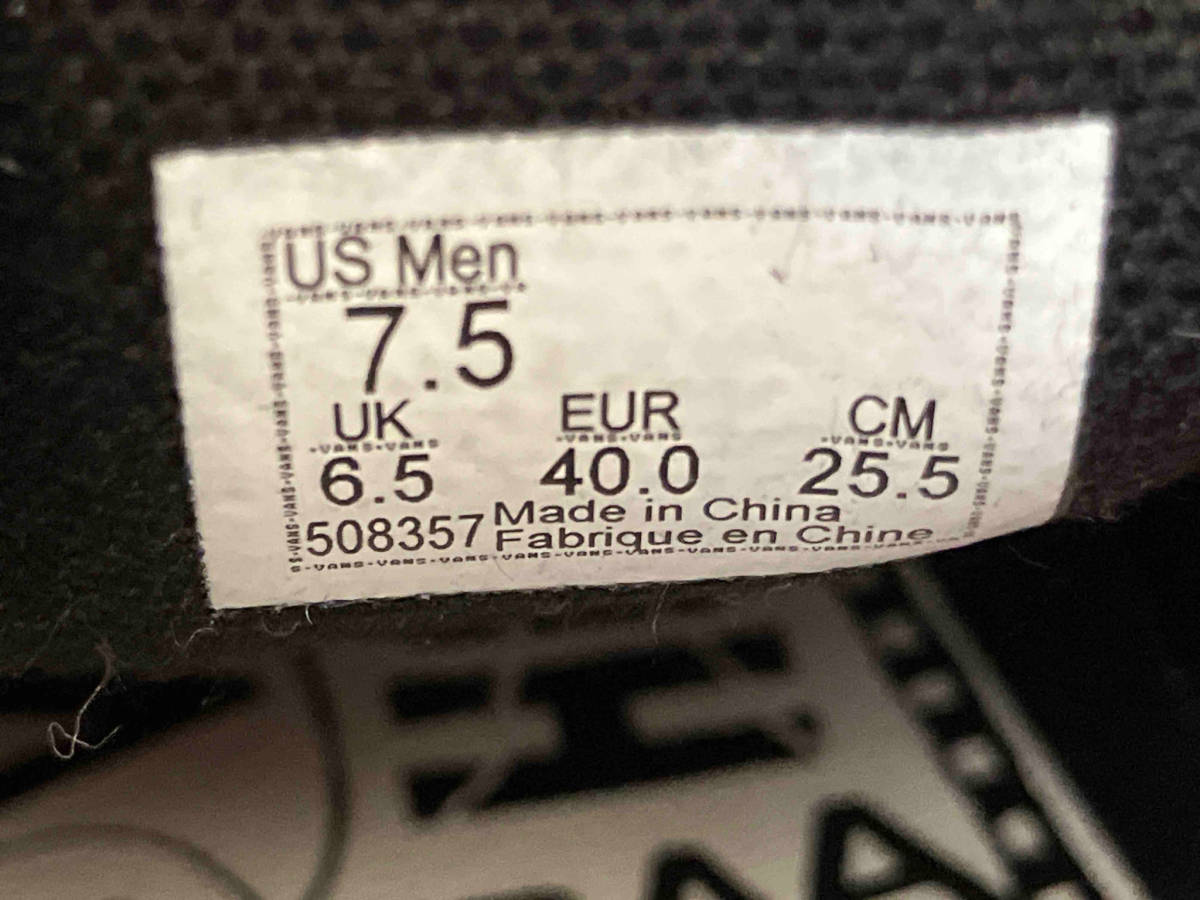 US Men
7.5
UK EUR CM
6.5 40.0 25.5
508357 Made in China
Fabrique en Chine